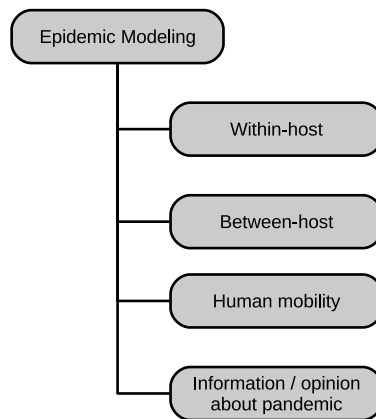 Epidemic Modeling
Within-host
Between-host
Human mobility
Information / opinion
about pandemic